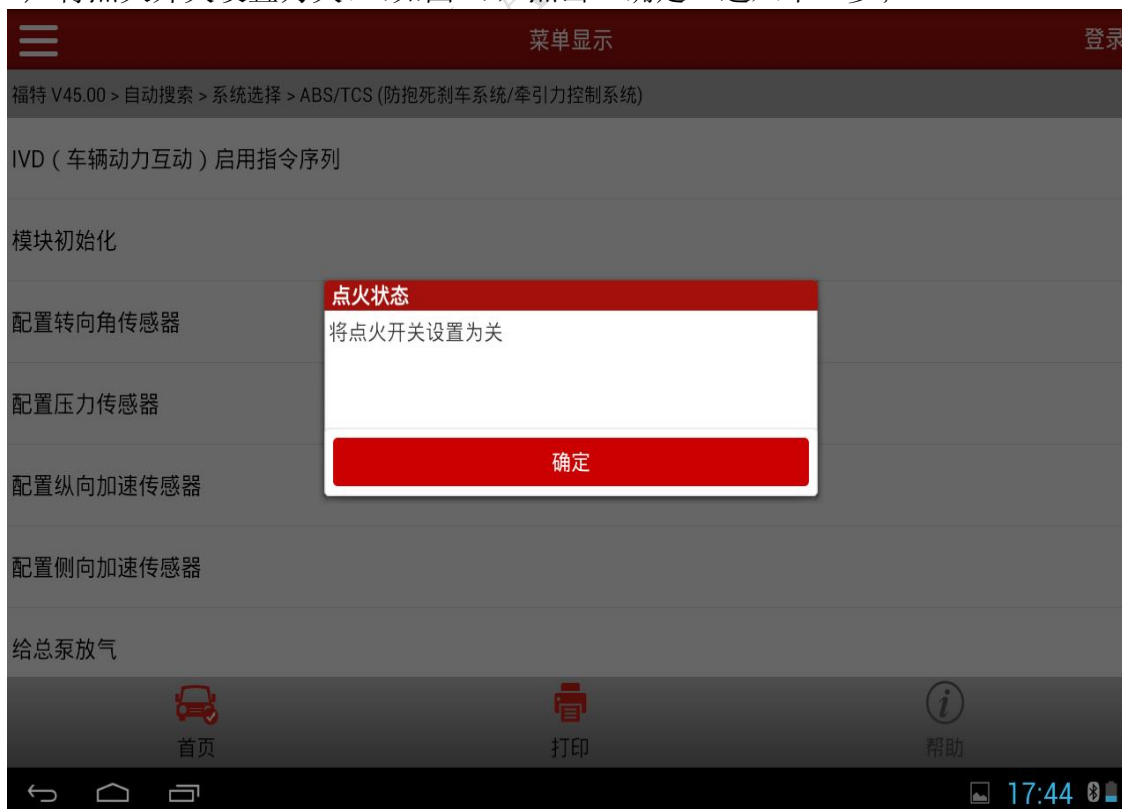 菜单显示
登录
福特 V45.00 > 自动搜索 > 系统选择 > ABS/TCS (防抱死刹车系统/牵引力控制系统)
IVD ( 车辆动力互动 ) 启用指令序列
模块初始化
点火状态
将点火开关设置为关
确定
配置转向角传感器
配置压力传感器
配置纵向加速传感器
配置侧向加速传感器
给总泵放气
首页
打印
帮助
17:44